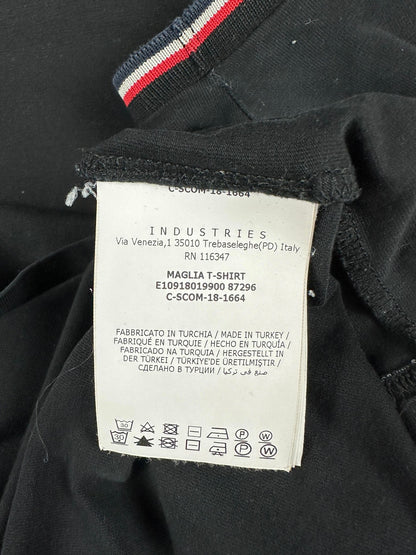 C-SCOM-18-1664
INDUSTRIES
Via Venezia,1 35010 Trebaseleghe(PD) Italy
RN 116347
MAGLIA T-SHIRT
E10918019900 87296
C-SCOM-18-1664
FABBRICATO IN TURCHIA / MADE IN TURKEY /
FABRIQUÉ EN TURQUIE / HECHO EN TURQUÍA /
FABRICADO NA TURQUIA / HERGESTELLT IN
DER TÜRKEI / TÜRKIYE'DE ÜRETILMIŞTIR /
СДЕЛАНО В ТУРЦИИ / صنع في تركيا
30 P W
30 P W